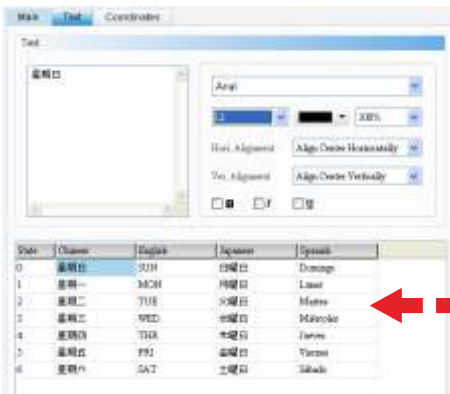 Main Text Coordinates
Text
星期日
Arial
12 100%
Hori. Alignment Align Center Horizontally
Ver. Alignment Align Center Vertically
B I U
State Chinese English Japanese Spanish
0 星期日 SUN 日曜日 Domingo
1 星期一 MON 月曜日 Lunes
2 星期二 TUE 火曜日 Martes
3 星期三 WED 水曜日 Miércoles
4 星期四 THR 木曜日 Jueves
5 星期五 FRI 金曜日 Viernes
6 星期六 SAT 土曜日 Sábado